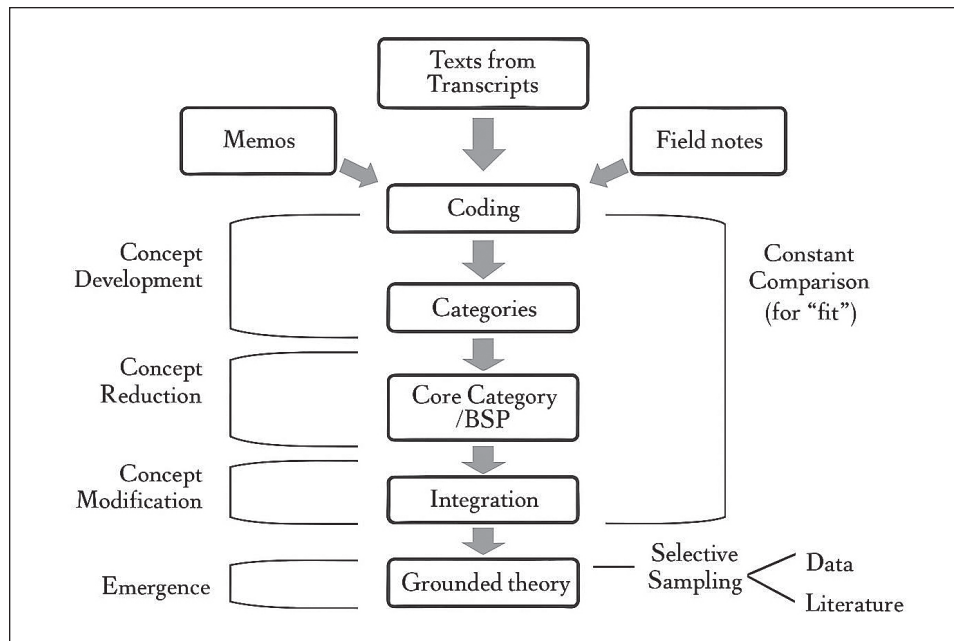 Texts from
Transcripts
Memos
Field notes
Coding
Concept
Development
Constant
Comparison
(for “fit”)
Categories
Concept
Reduction
Core Category
/BSP
Concept
Modification
Integration
Emergence
Grounded theory
Selective
Sampling
Data
Literature